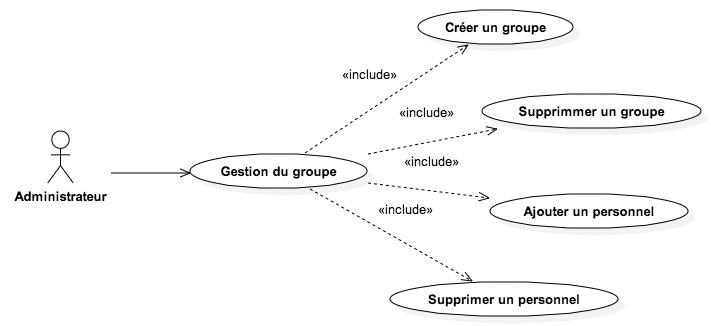 Créer un groupe
«include»
«include»
Supprimmer un groupe
«include»
Gestion du groupe
Administrateur
«include»
Ajouter un personnel
Supprimer un personnel